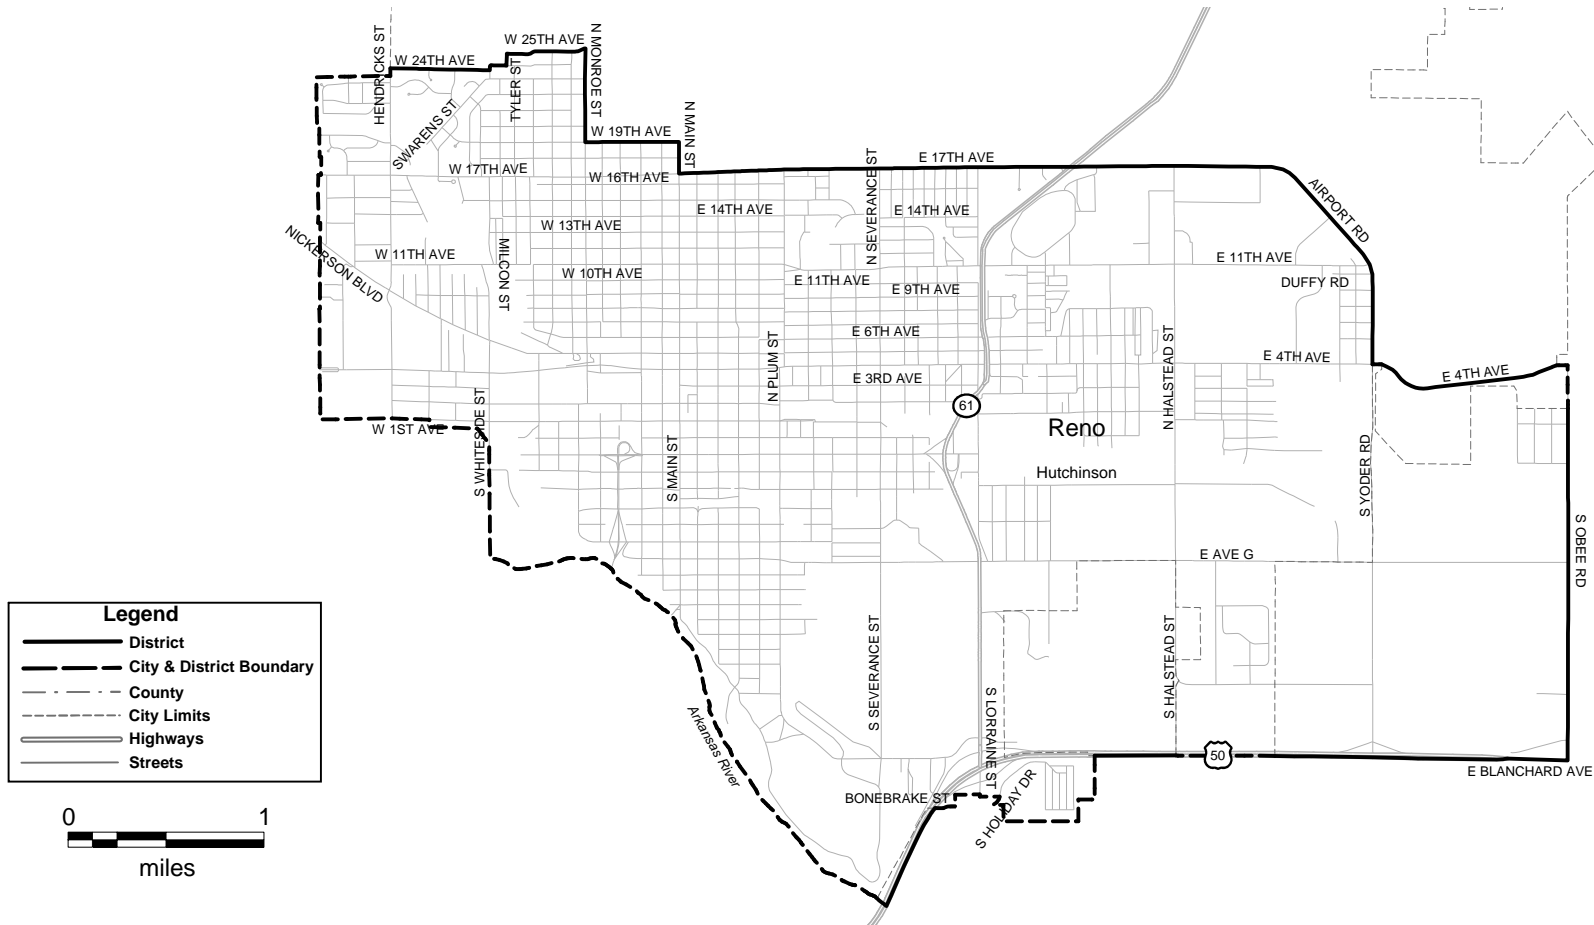 W 25TH AVE
W 24TH AVE
HENDRICKS ST
N MONROE ST
TYLER ST
SWARENS ST
N MAIN ST
W 19TH AVE
W 17TH AVE
W 16TH AVE
E 17TH AVE
N SEVERANCE ST
AIRPORT RD
E 14TH AVE
E 14TH AVE
W 13TH AVE
NICKERSON BLVD
W 11TH AVE
MILCON ST
W 10TH AVE
E 11TH AVE
E 11TH AVE
E 9TH AVE
DUFFY RD
E 6TH AVE
N PLUM ST
N HALSTEAD ST
E 4TH AVE
E 4TH AVE
E 3RD AVE
61
W 1ST AVE
S WHITESIDE ST
S MAIN ST
Reno
Hutchinson
S YODER RD
S OBEE RD
E AVE G
Legend
District
City & District Boundary
County
City Limits
Highways
Streets
S SEVERANCE ST
S HALSTEAD ST
S LORRAINE ST
Arkansas River
50
E BLANCHARD AVE
BONEBRAKE ST
S HOLIDAY DR
0 1
miles